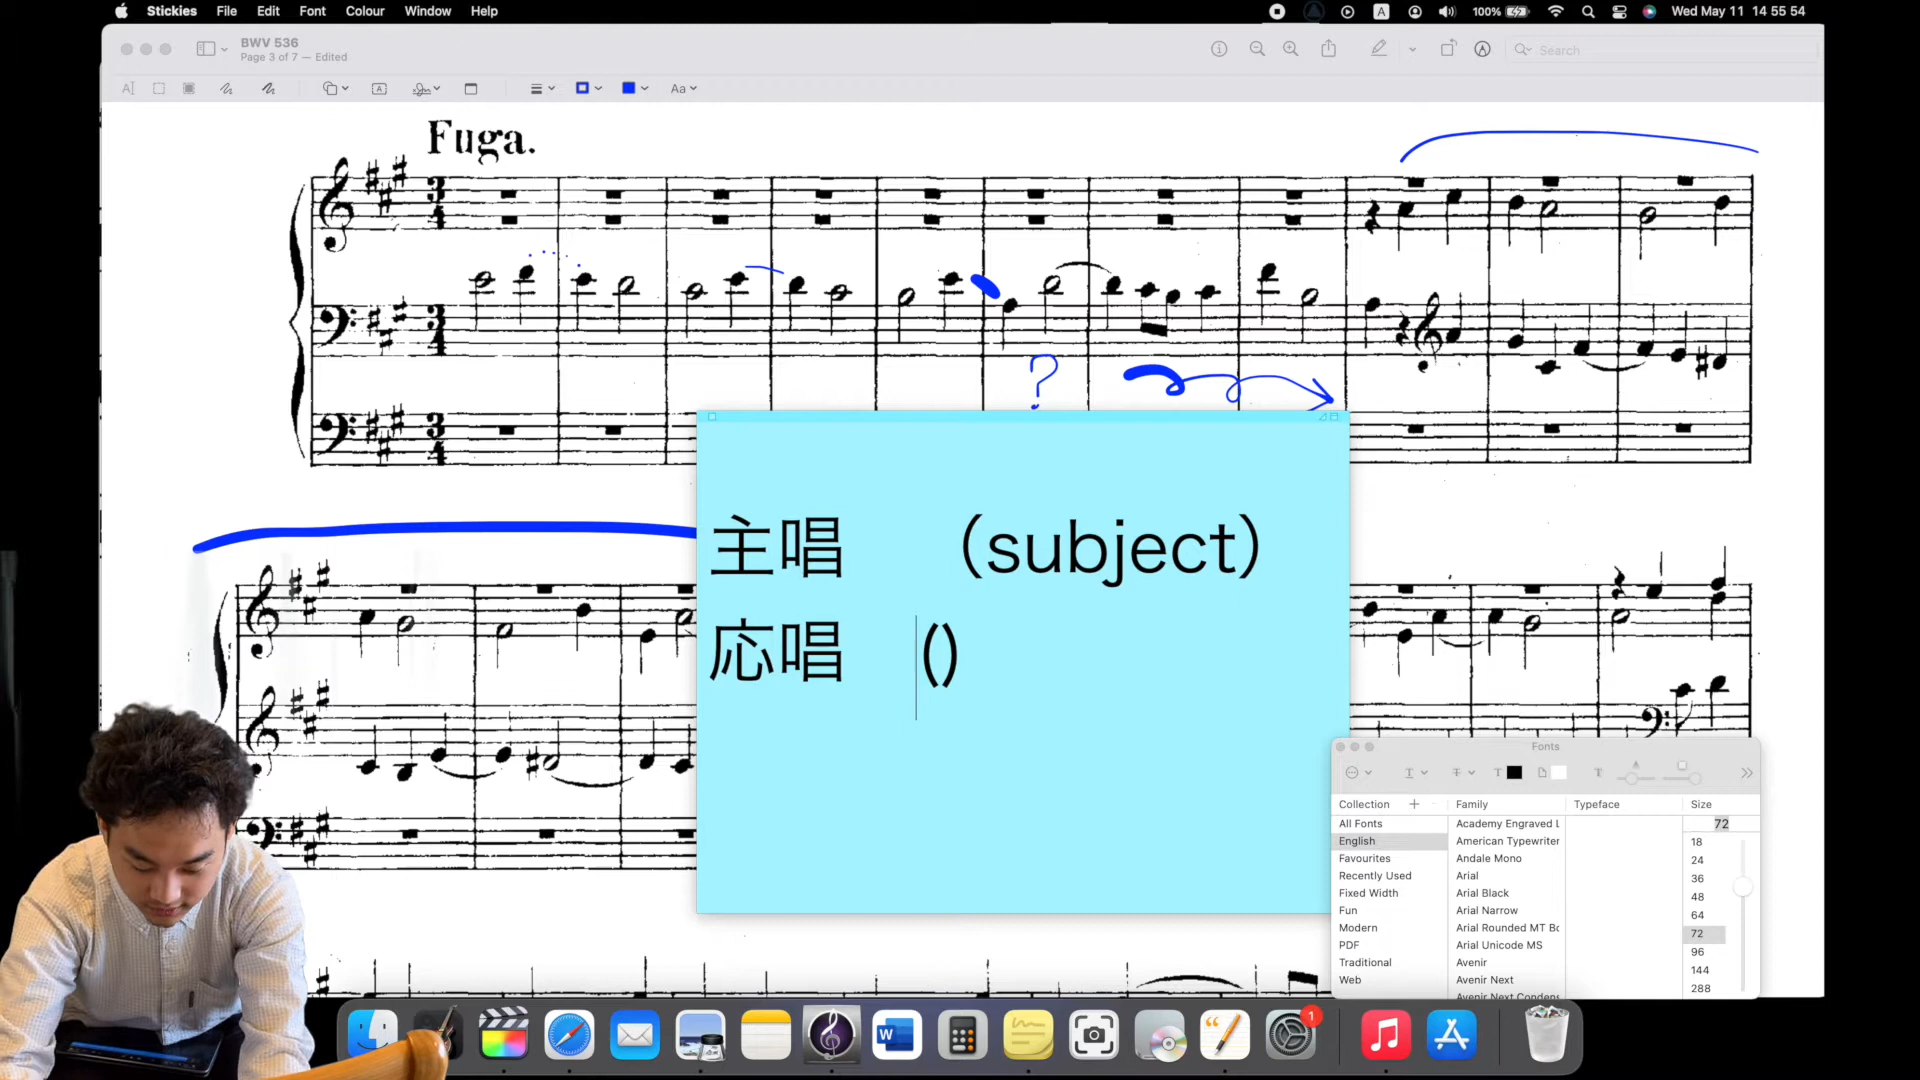 Stickies File Edit Font Colour Window Help
A 100% Wed May 11 14 55 54
BWV 536
Page 3 of 7 — Edited
Search
Aa
Fuga.
?
主唱 （subject）
応唱 ()
Fonts
Collection Family Typeface Size
72
All Fonts Academy Engraved L
English American Typewriter 18
Favourites Andale Mono 24
Recently Used Arial 36
Fixed Width Arial Black 48
Fun Arial Narrow 64
Modern Arial Rounded MT Bo 72
PDF Arial Unicode MS 96
Traditional Avenir 144
Web Avenir Next 288
Avenir Next Conden
1